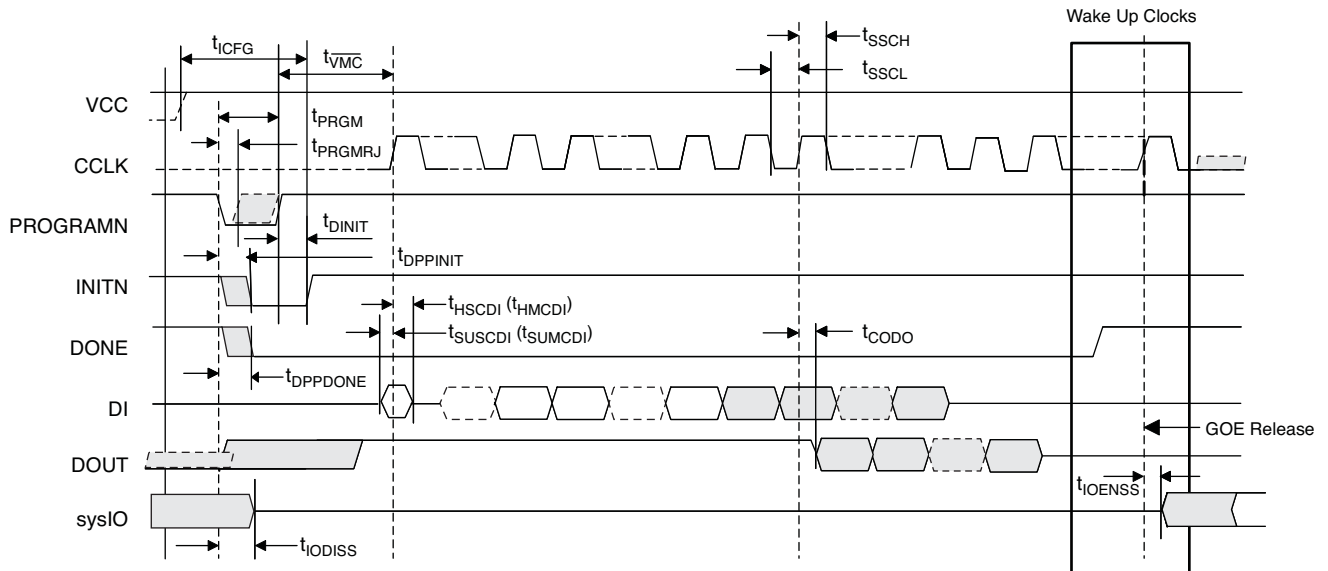 Wake Up Clocks
tICFG
tVMC
tSSCH
tSSCL
VCC
tPRGM
tPRGMRJ
CCLK
PROGRAMN
tDINIT
tDPPINIT
INITN
tHSCDI (tHMCDI)
tSUSCDI (tSUMCDI)
tCODO
DONE
tDPPDONE
DI
GOE Release
DOUT
tIOENSS
sysIO
tIODISS